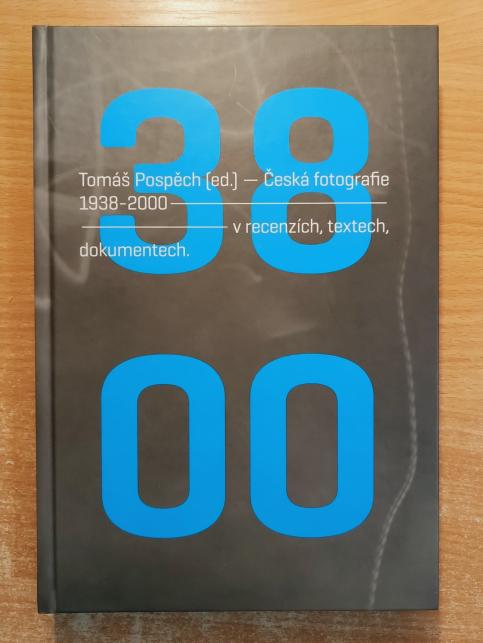 38
Tomáš Pospěch (ed.) — Česká fotografie
1938-2000
v recenzích, textech,
dokumentech.
00